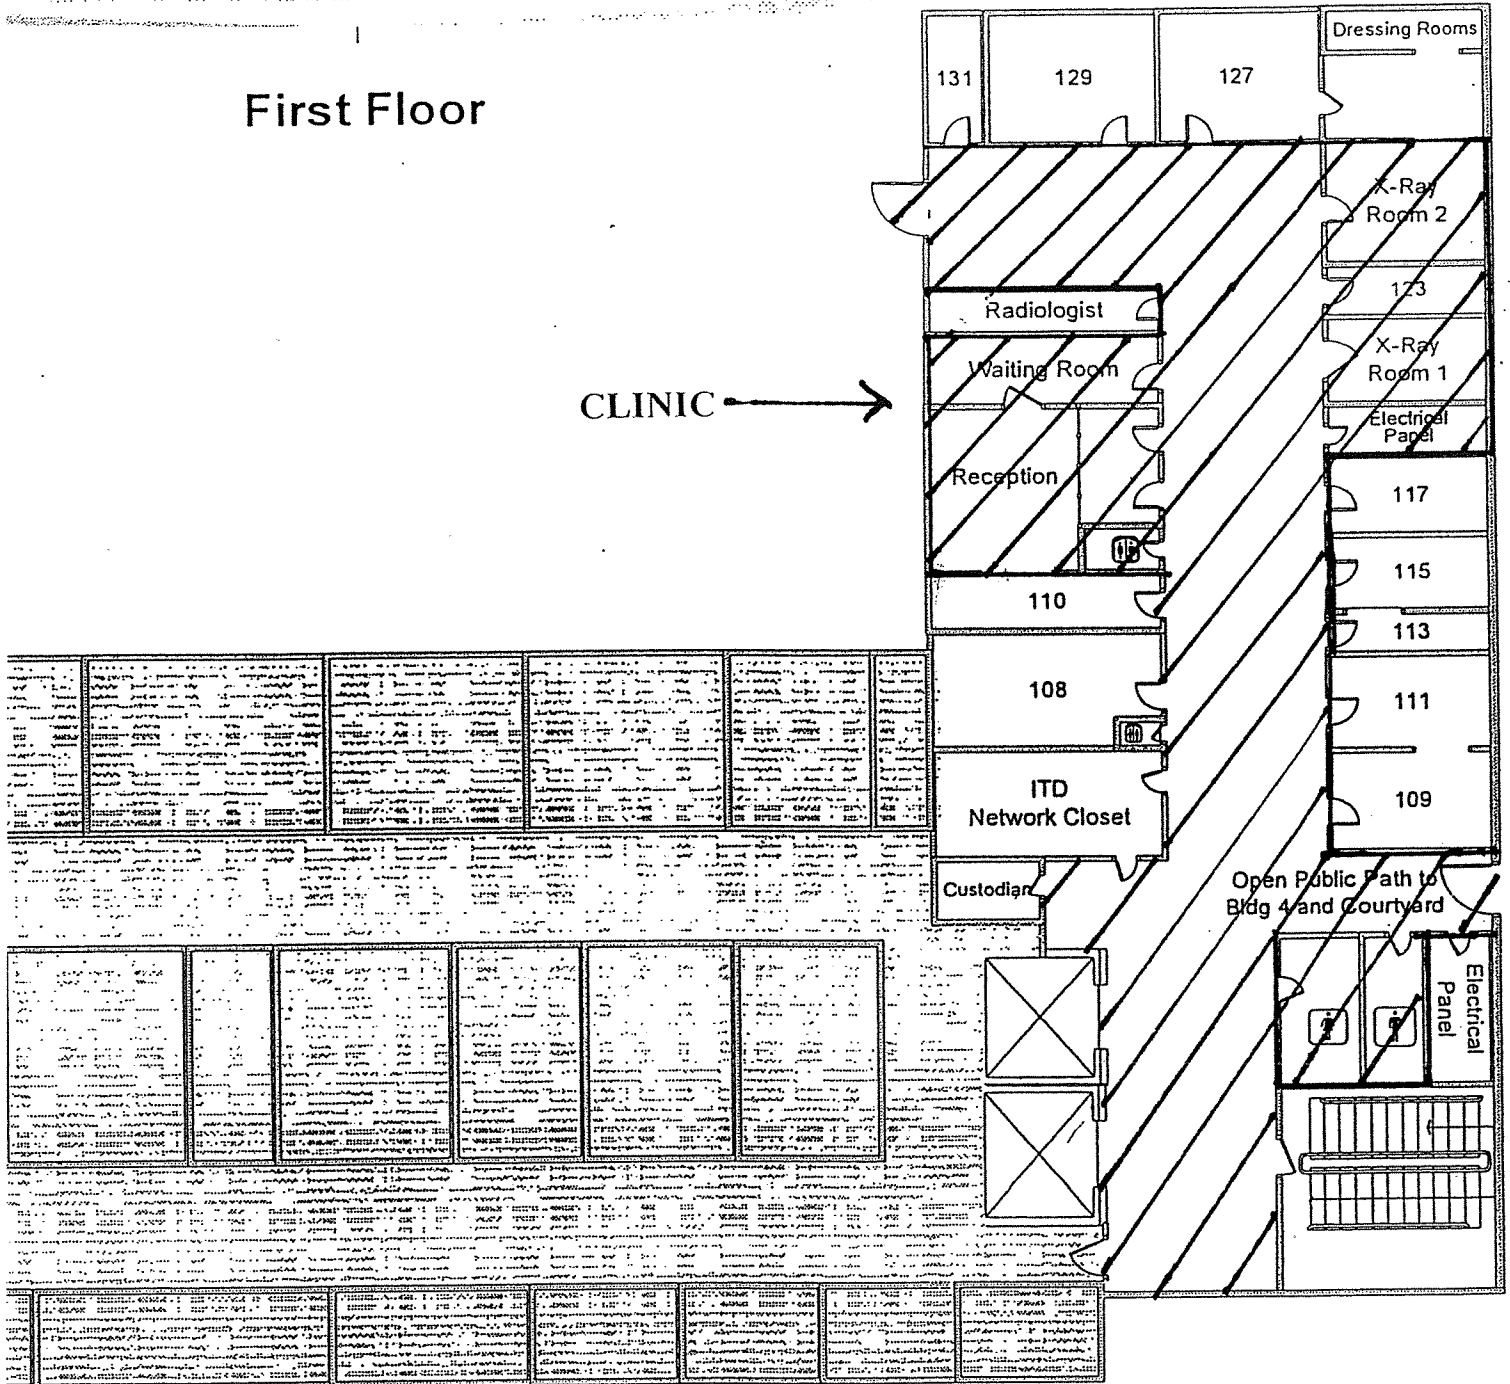 First Floor
Dressing Rooms
131
129
127
X-Ray
Room 2
Radiologist
123
Waiting Room
X-Ray
Room 1
CLINIC
Electrical
Panel
Reception
117
115
110
113
108
111
ITD
Network Closet
109
Custodian
Open Public Path to
Bldg 4 and Courtyard
Electrical
Panel